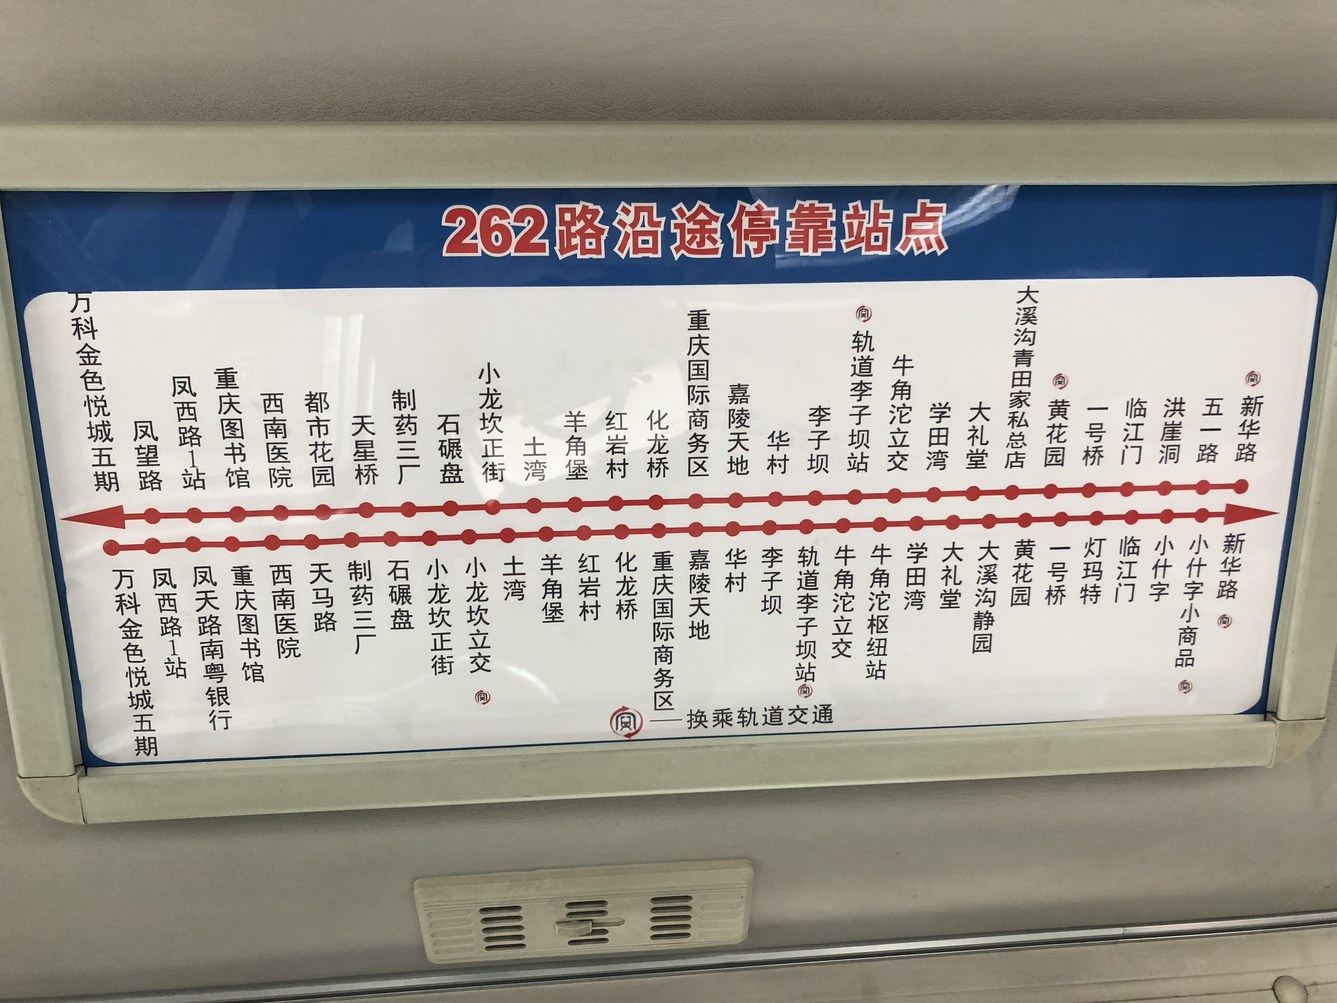 262路沿途停靠站点
万科金色悦城五期
凤望路
凤西路1站
重庆图书馆
西南医院
都市花园
天星桥
制药三厂
石碾盘
小龙坎正街
土湾
羊角堡
红岩村
化龙桥
重庆国际商务区
嘉陵天地
华村
李子坝
轨道李子坝站
牛角沱立交
学田湾
大礼堂
大溪沟青田家私总店
黄花园
一号桥
临江门
洪崖洞
五一路
新华路
万科金色悦城五期
凤西路1站
凤天路南粤银行
重庆图书馆
西南医院
天马路
制药三厂
石碾盘
小龙坎正街
小龙坎立交
土湾
羊角堡
红岩村
化龙桥
重庆国际商务区
嘉陵天地
华村
李子坝
轨道李子坝站
牛角沱立交
牛角沱枢纽站
学田湾
大礼堂
大溪沟静园
黄花园
一号桥
灯玛特
临江门
小什字
小什字小商品
新华路
——换乘轨道交通